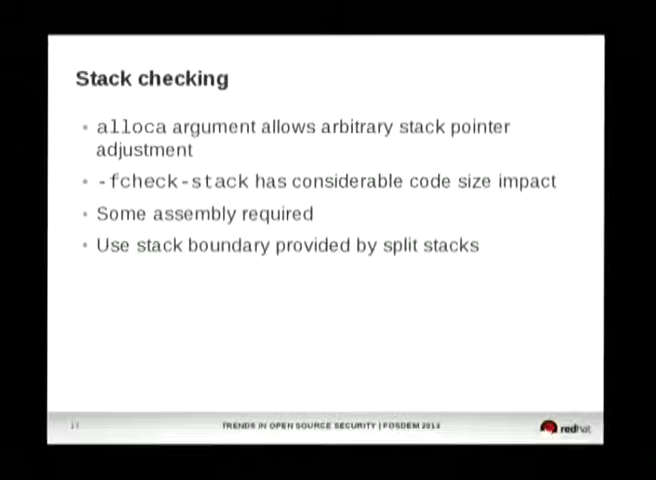 Stack checking
• alloca argument allows arbitrary stack pointer
adjustment
• -fcheck-stack has considerable code size impact
• Some assembly required
• Use stack boundary provided by split stacks
TRENDS IN OPEN SOURCE SECURITY | FOSDEM 2013
redhat